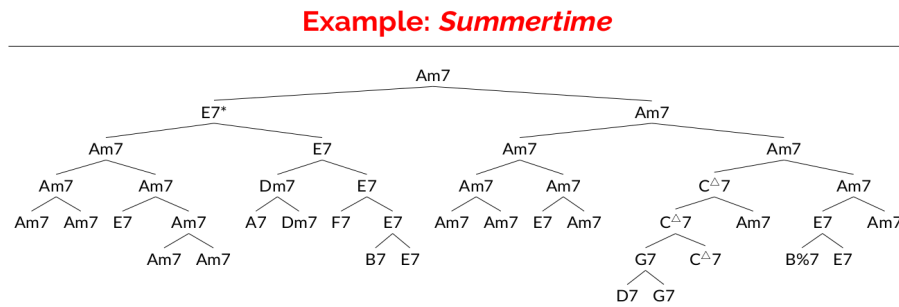 Example: Summertime
Am7
E7* Am7
Am7 E7 Am7 Am7
Am7 Am7 Dm7 E7 Am7 Am7 C△7 Am7
Am7 Am7 E7 Am7 A7 Dm7 F7 E7 Am7 Am7 E7 Am7 C△7 Am7 E7 Am7
Am7 Am7 B7 E7 G7 C△7 B%7 E7
D7 G7